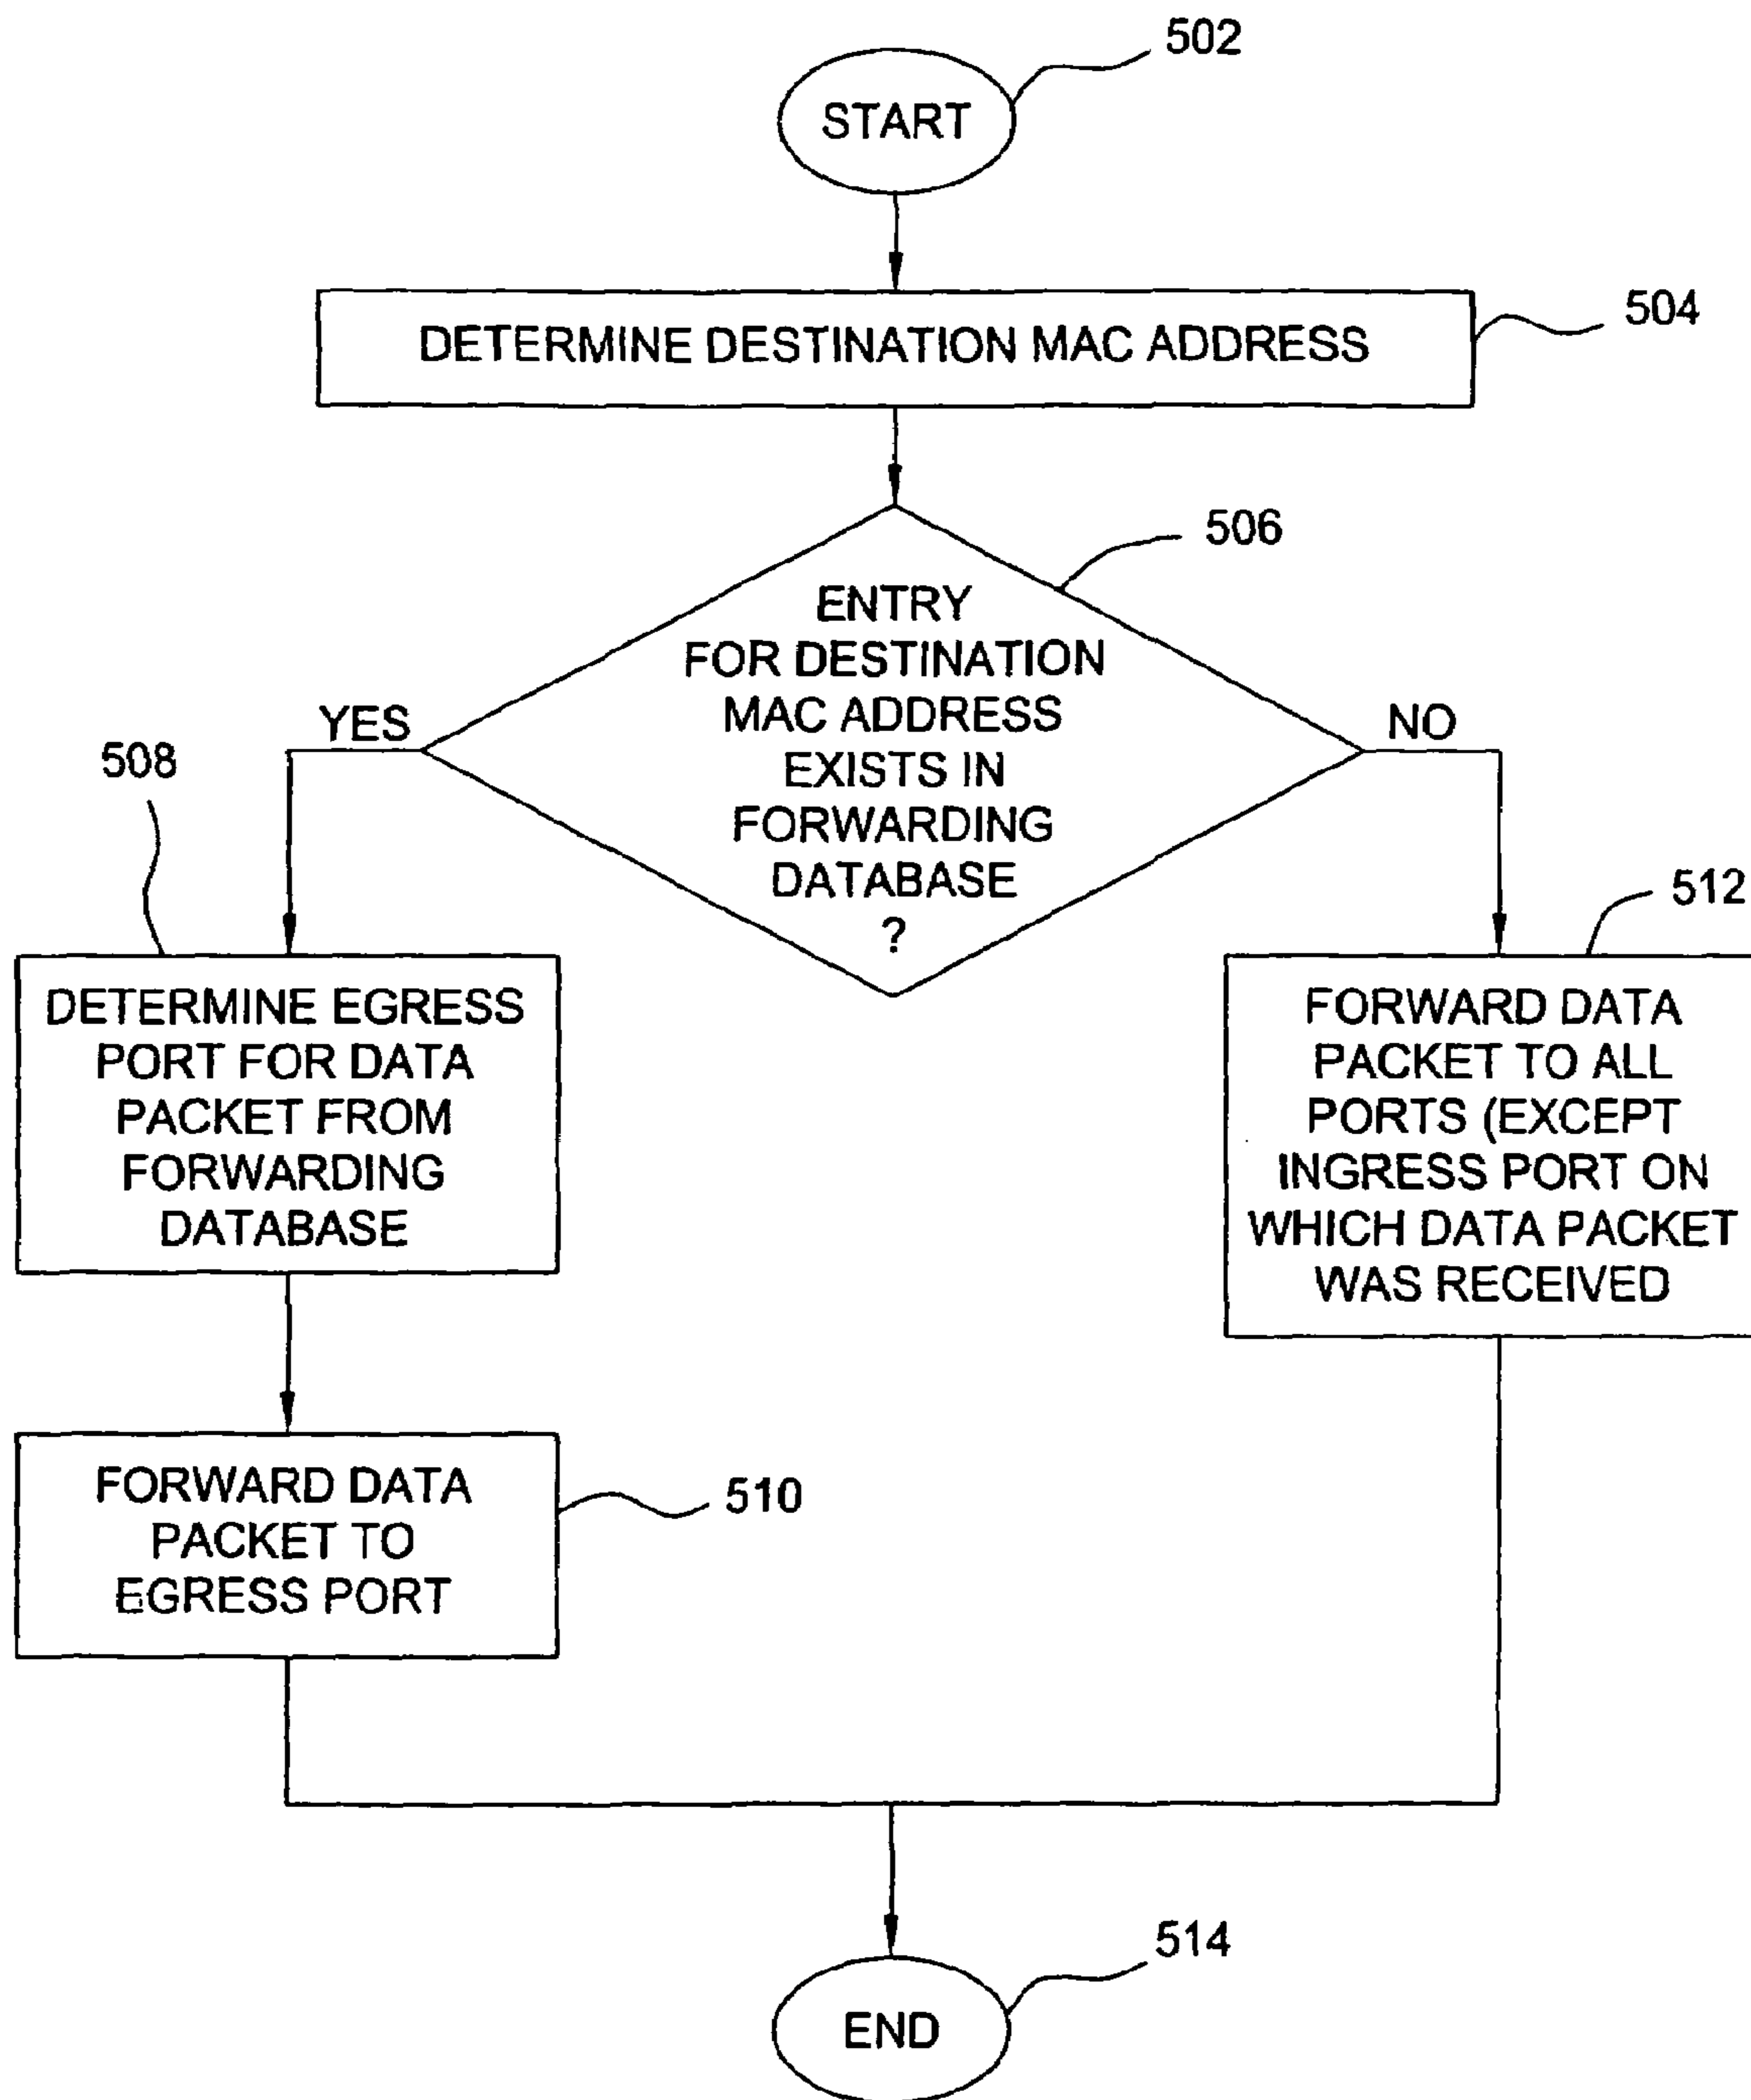 502
START
504
DETERMINE DESTINATION MAC ADDRESS
506
ENTRY
FOR DESTINATION
MAC ADDRESS
EXISTS IN
FORWARDING
DATABASE
?
YES
NO
508
DETERMINE EGRESS
PORT FOR DATA
PACKET FROM
FORWARDING
DATABASE
512
FORWARD DATA
PACKET TO ALL
PORTS (EXCEPT
INGRESS PORT ON
WHICH DATA PACKET
WAS RECEIVED
FORWARD DATA
PACKET TO
EGRESS PORT
510
514
END